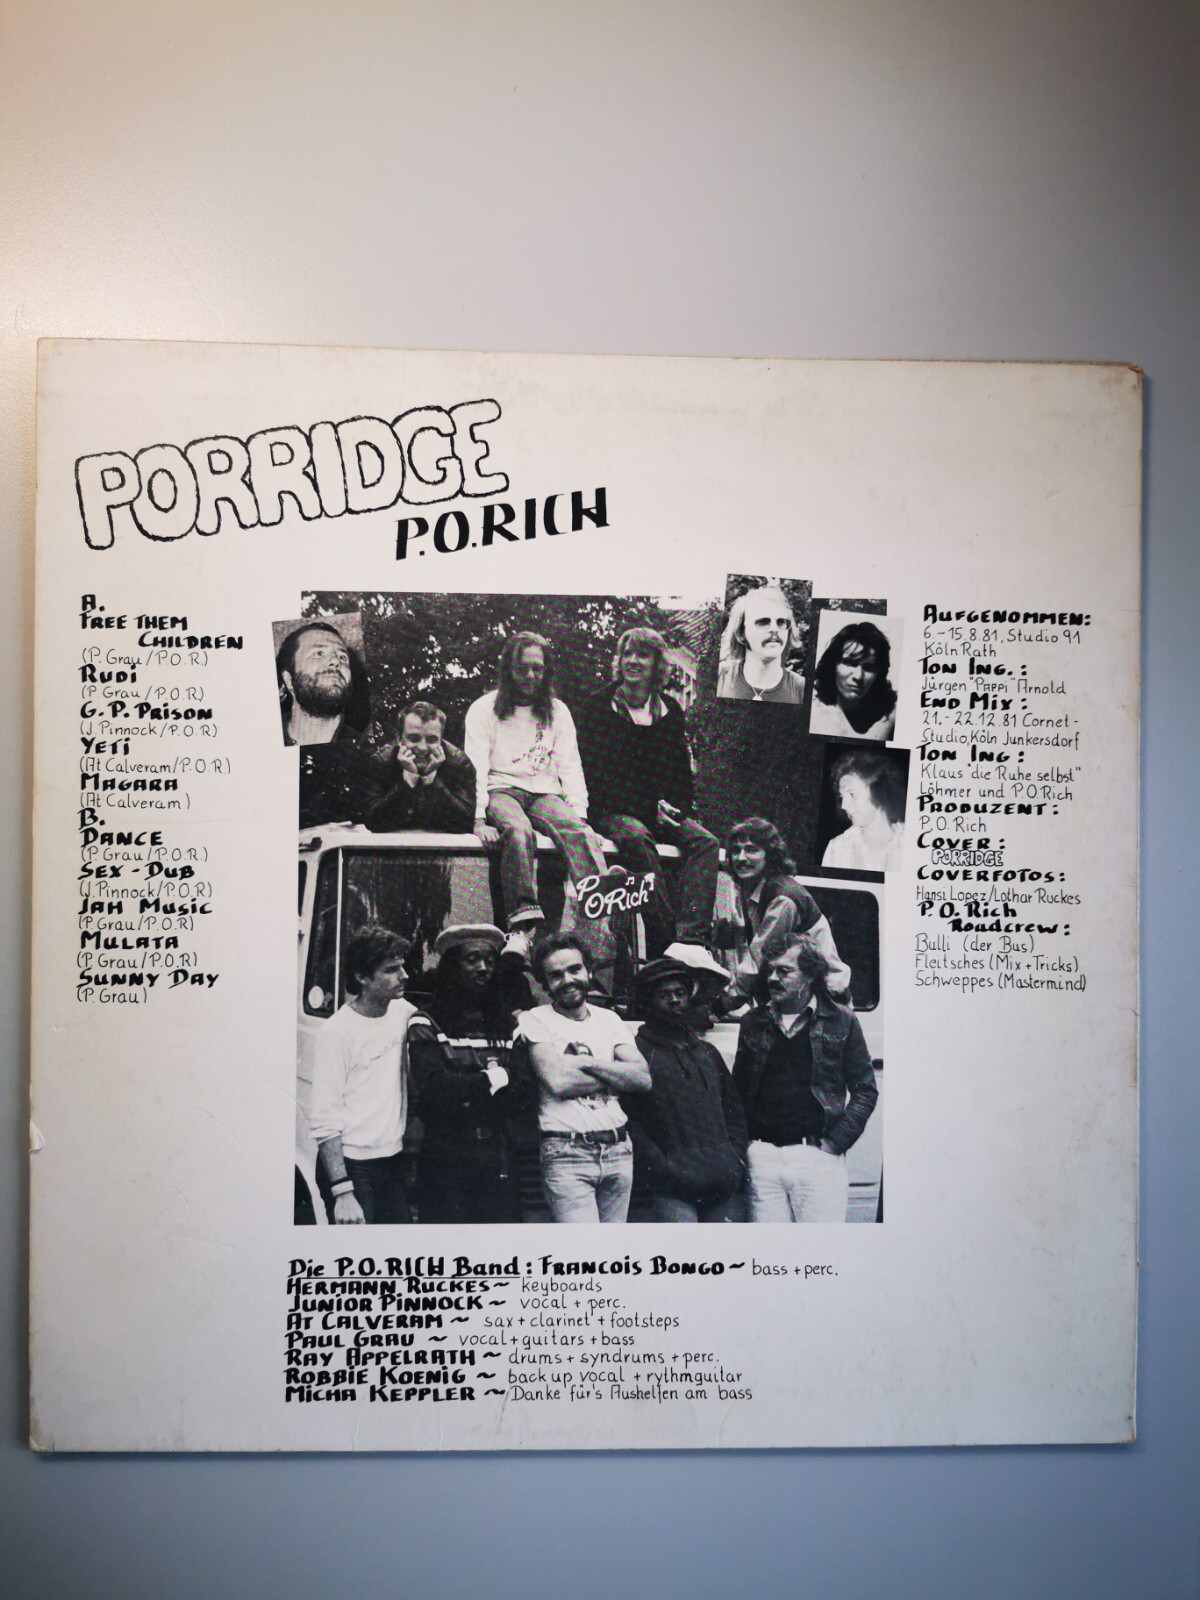 PORRIDGE
P.O.RICH
A.
FREE THEM
CHILDREN
(P. Grau/P.O.R.)
RUDI
(P. Grau/P.O.R)
G.P. PRISON
(J. Pinnock/P.O.R)
YETI
(At Calveram/P.O.R.)
MAGARA
(At Calveram)
B.
DANCE
(P. Grau/P.O.R.)
SEX-DUB
(J. Pinnock/P.O.R)
JAH MUSIC
(P. Grau/P.O.R)
MULATA
(P. Grau/P.O.R)
SUNNY DAY
(P. Grau)
PORich
AUFGENOMMEN:
6.-15.8.81, Studio 91
Köln Rath
TON ING.:
Jürgen "PAPPI" Arnold
END MIX:
21.-22.12.81 Cornet-
Studio, Köln Junkersdorf
TON ING:
Klaus "die Ruhe selbst"
Löhmer und P.O.Rich
PRODUZENT:
P.O.Rich
COVER:
PORRIDGE
COVERFOTOS:
Hansi Lopez/Lothar Ruckes
P.O. Rich
Roadcrew:
Bulli (der Bus)
Fleitsches (Mix+Tricks)
Schweppes (Mastermind)
Die P.O.RICH Band: FRANCOIS BONGO ~ bass + perc.
HERMANN RUCKES ~ keyboards
JUNIOR PINNOCK ~ vocal + perc.
AT CALVERAM ~ sax + clarinet + footsteps
PAUL GRAU ~ vocal + guitars + bass
RAY APPELRATH ~ drums + syndrums + perc.
ROBBIE KOENIG ~ back up vocal + rythmguitar
MICHA KEPPLER ~ Danke für's Aushelfen am bass